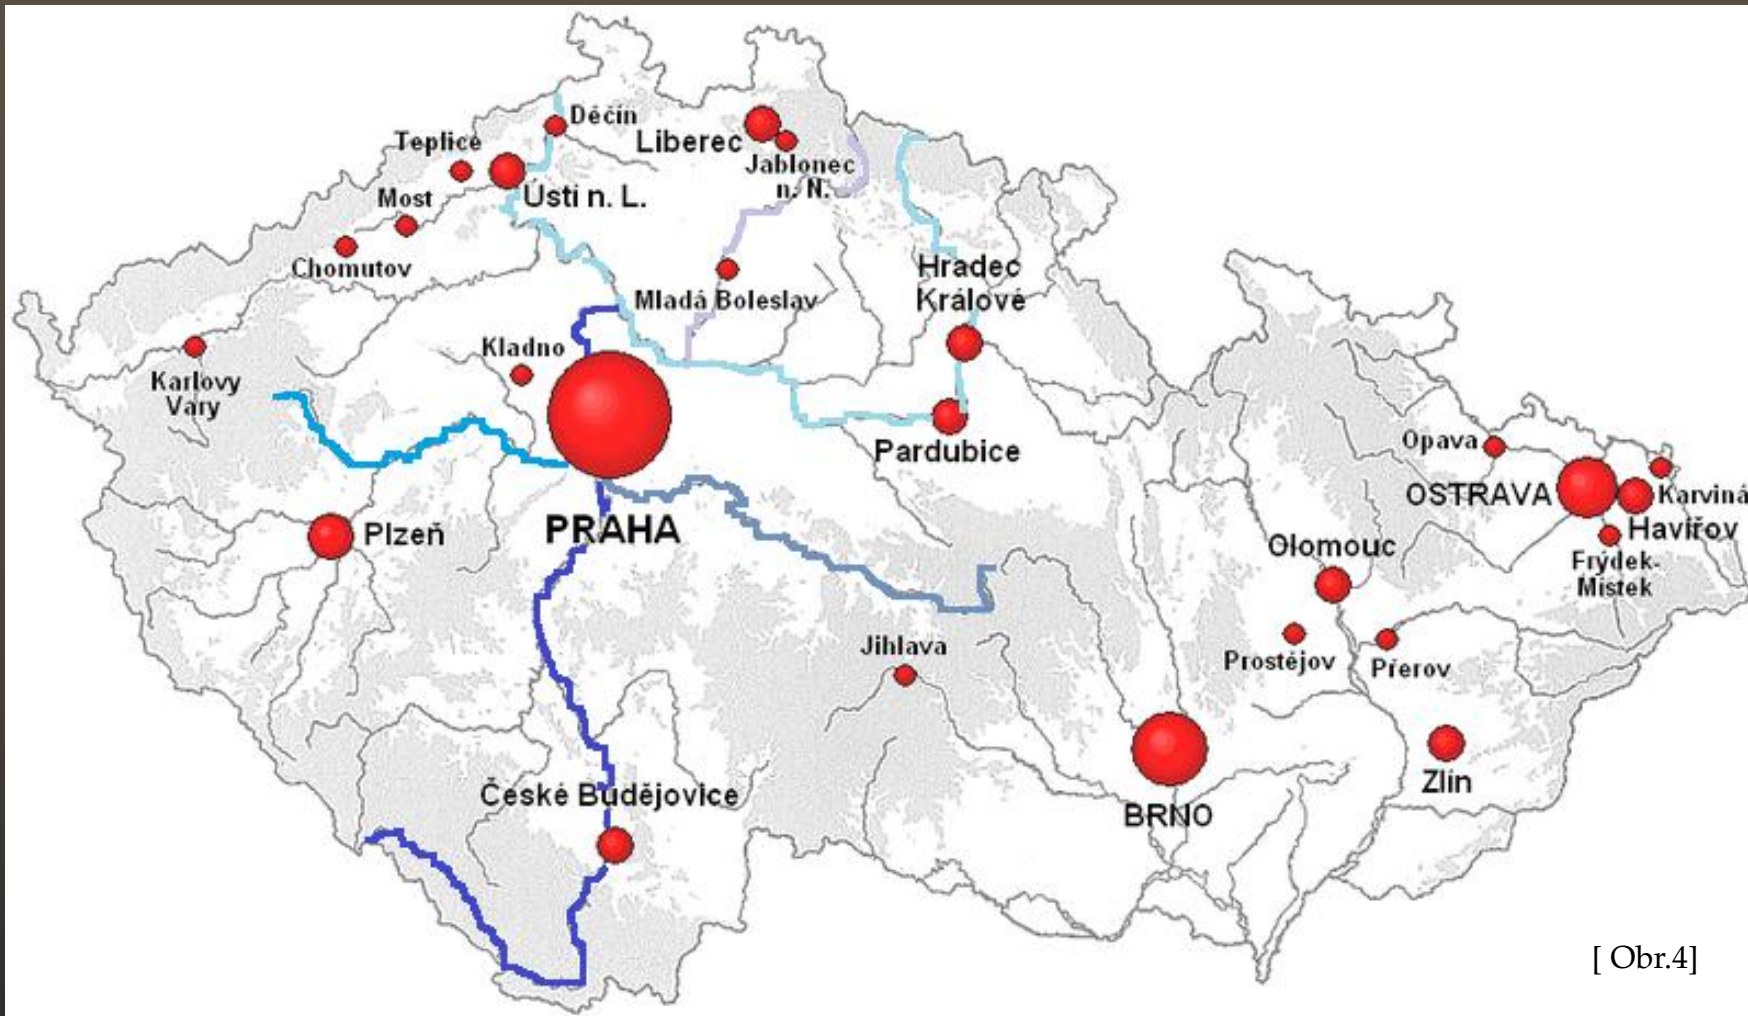 Děčín
Teplice
Liberec
Jablonec
n. N.
Most
Ústí n. L.
Chomutov
Hradec
Králové
Mladá Boleslav
Kladno
Karlovy
Vary
Pardubice
Opava
OSTRAVA
Karviná
Havířov
PRAHA
Plzeň
Olomouc
Frýdek-
Místek
Jihlava
Prostějov
Přerov
České Budějovice
Zlín
BRNO
[ Obr.4]